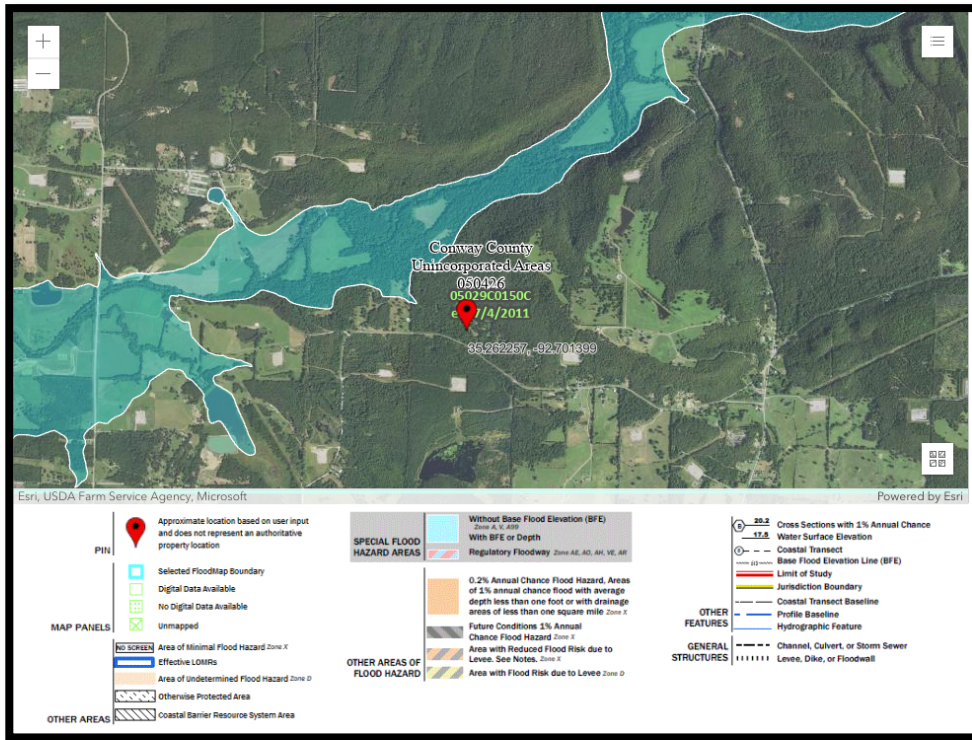 Conway County
Unincorporated Areas
050426
05029C0150C
7/4/2011
35.262257, -92.701399
Esri, USDA Farm Service Agency, Microsoft
Powered by Esri
PIN
Approximate location based on user input
and does not represent an authoritative
property location
MAP PANELS
Selected FloodMap Boundary
Digital Data Available
No Digital Data Available
Unmapped
OTHER AREAS
NO SCREEN Area of Minimal Flood Hazard Zone X
Effective LOMRs
Area of Undetermined Flood Hazard Zone D
Otherwise Protected Area
Coastal Barrier Resource System Area
SPECIAL FLOOD
HAZARD AREAS
Without Base Flood Elevation (BFE)
Zone A, V, A99
With BFE or Depth
Regulatory Floodway Zone AE, AO, AH, VE, AR
OTHER AREAS OF
FLOOD HAZARD
0.2% Annual Chance Flood Hazard, Areas
of 1% annual chance flood with average
depth less than one foot or with drainage
areas of less than one square mile Zone X
Future Conditions 1% Annual
Chance Flood Hazard Zone X
Area with Reduced Flood Risk due to
Levee. See Notes. Zone X
Area with Flood Risk due to Levee Zone D
OTHER
FEATURES
20.2 Cross Sections with 1% Annual Chance
17.5 Water Surface Elevation
Coastal Transect
Base Flood Elevation Line (BFE)
Limit of Study
Jurisdiction Boundary
Coastal Transect Baseline
Profile Baseline
Hydrographic Feature
GENERAL
STRUCTURES
Channel, Culvert, or Storm Sewer
Levee, Dike, or Floodwall